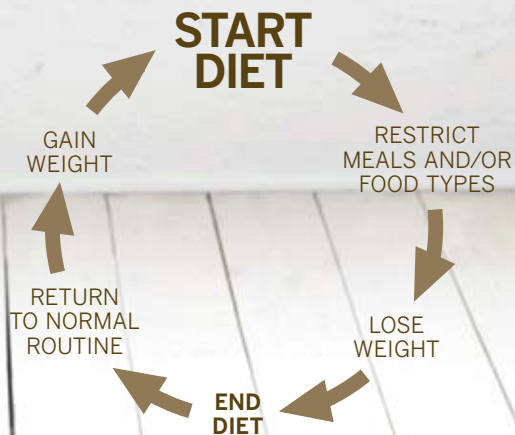 START
DIET
RESTRICT
MEALS AND/OR
FOOD TYPES
LOSE
WEIGHT
END
DIET
RETURN
TO NORMAL
ROUTINE
GAIN
WEIGHT